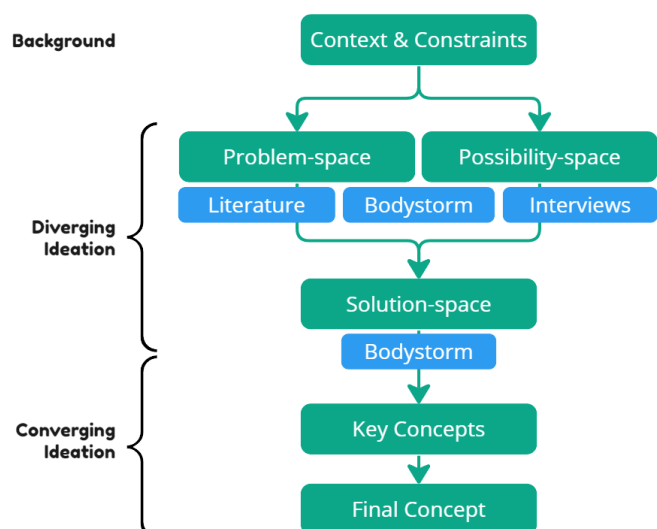 Background
Context & Constraints
Problem-space
Possibility-space
Literature
Bodystorm
Interviews
Diverging
Ideation
Solution-space
Bodystorm
Converging
Ideation
Key Concepts
Final Concept